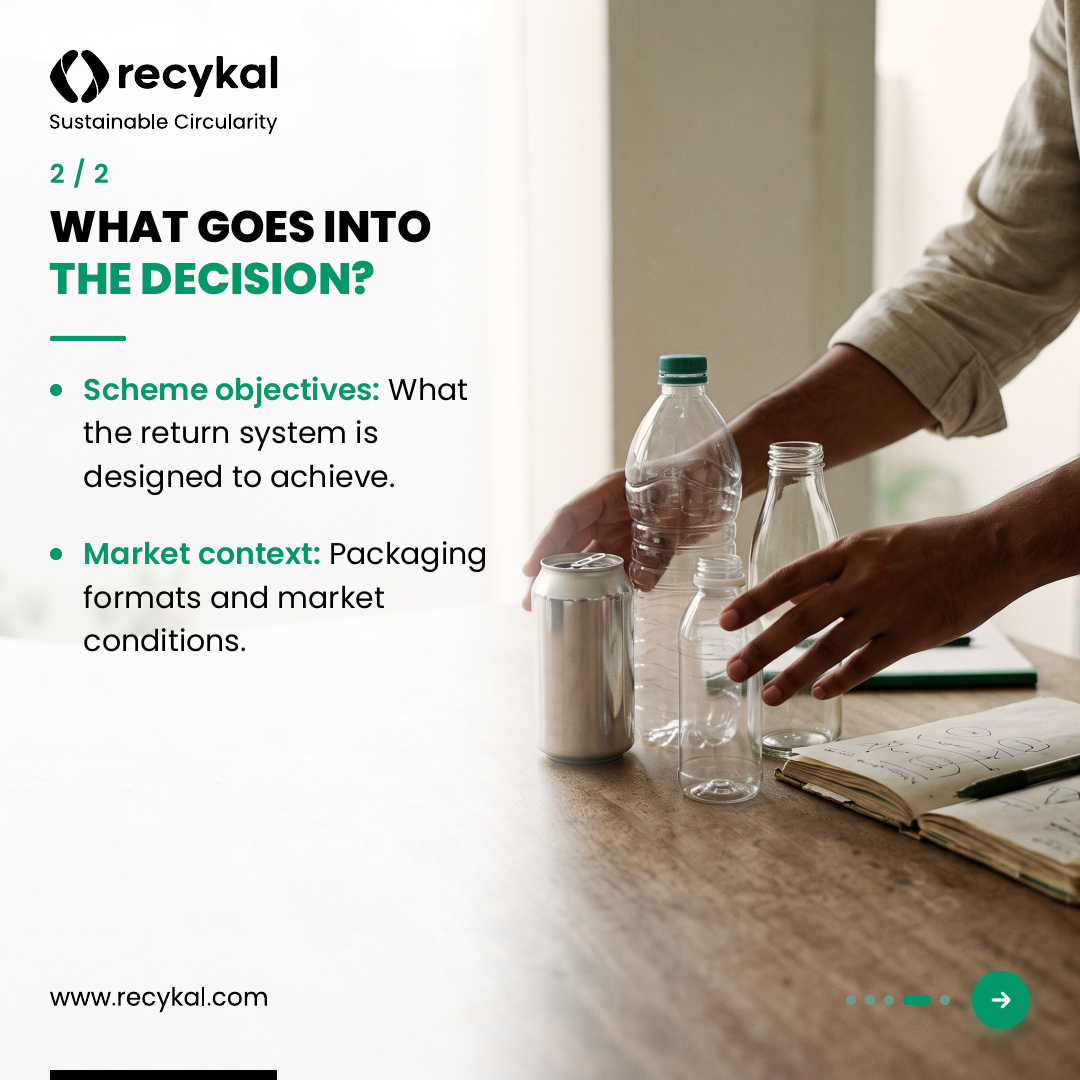 recykal
Sustainable Circularity
2 / 2
WHAT GOES INTO
THE DECISION?
Scheme objectives: What
the return system is
designed to achieve.
Market context: Packaging
formats and market
conditions.
www.recykal.com